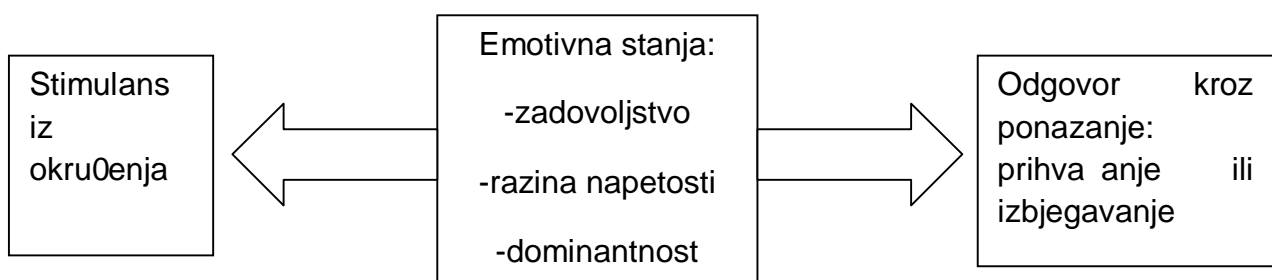 Stimulans
iz
okru0enja
Emotivna stanja:
-zadovoljstvo
-razina napetosti
-dominantnost
Odgovor kroz
ponazanje:
prihva anje ili
izbjegavanje